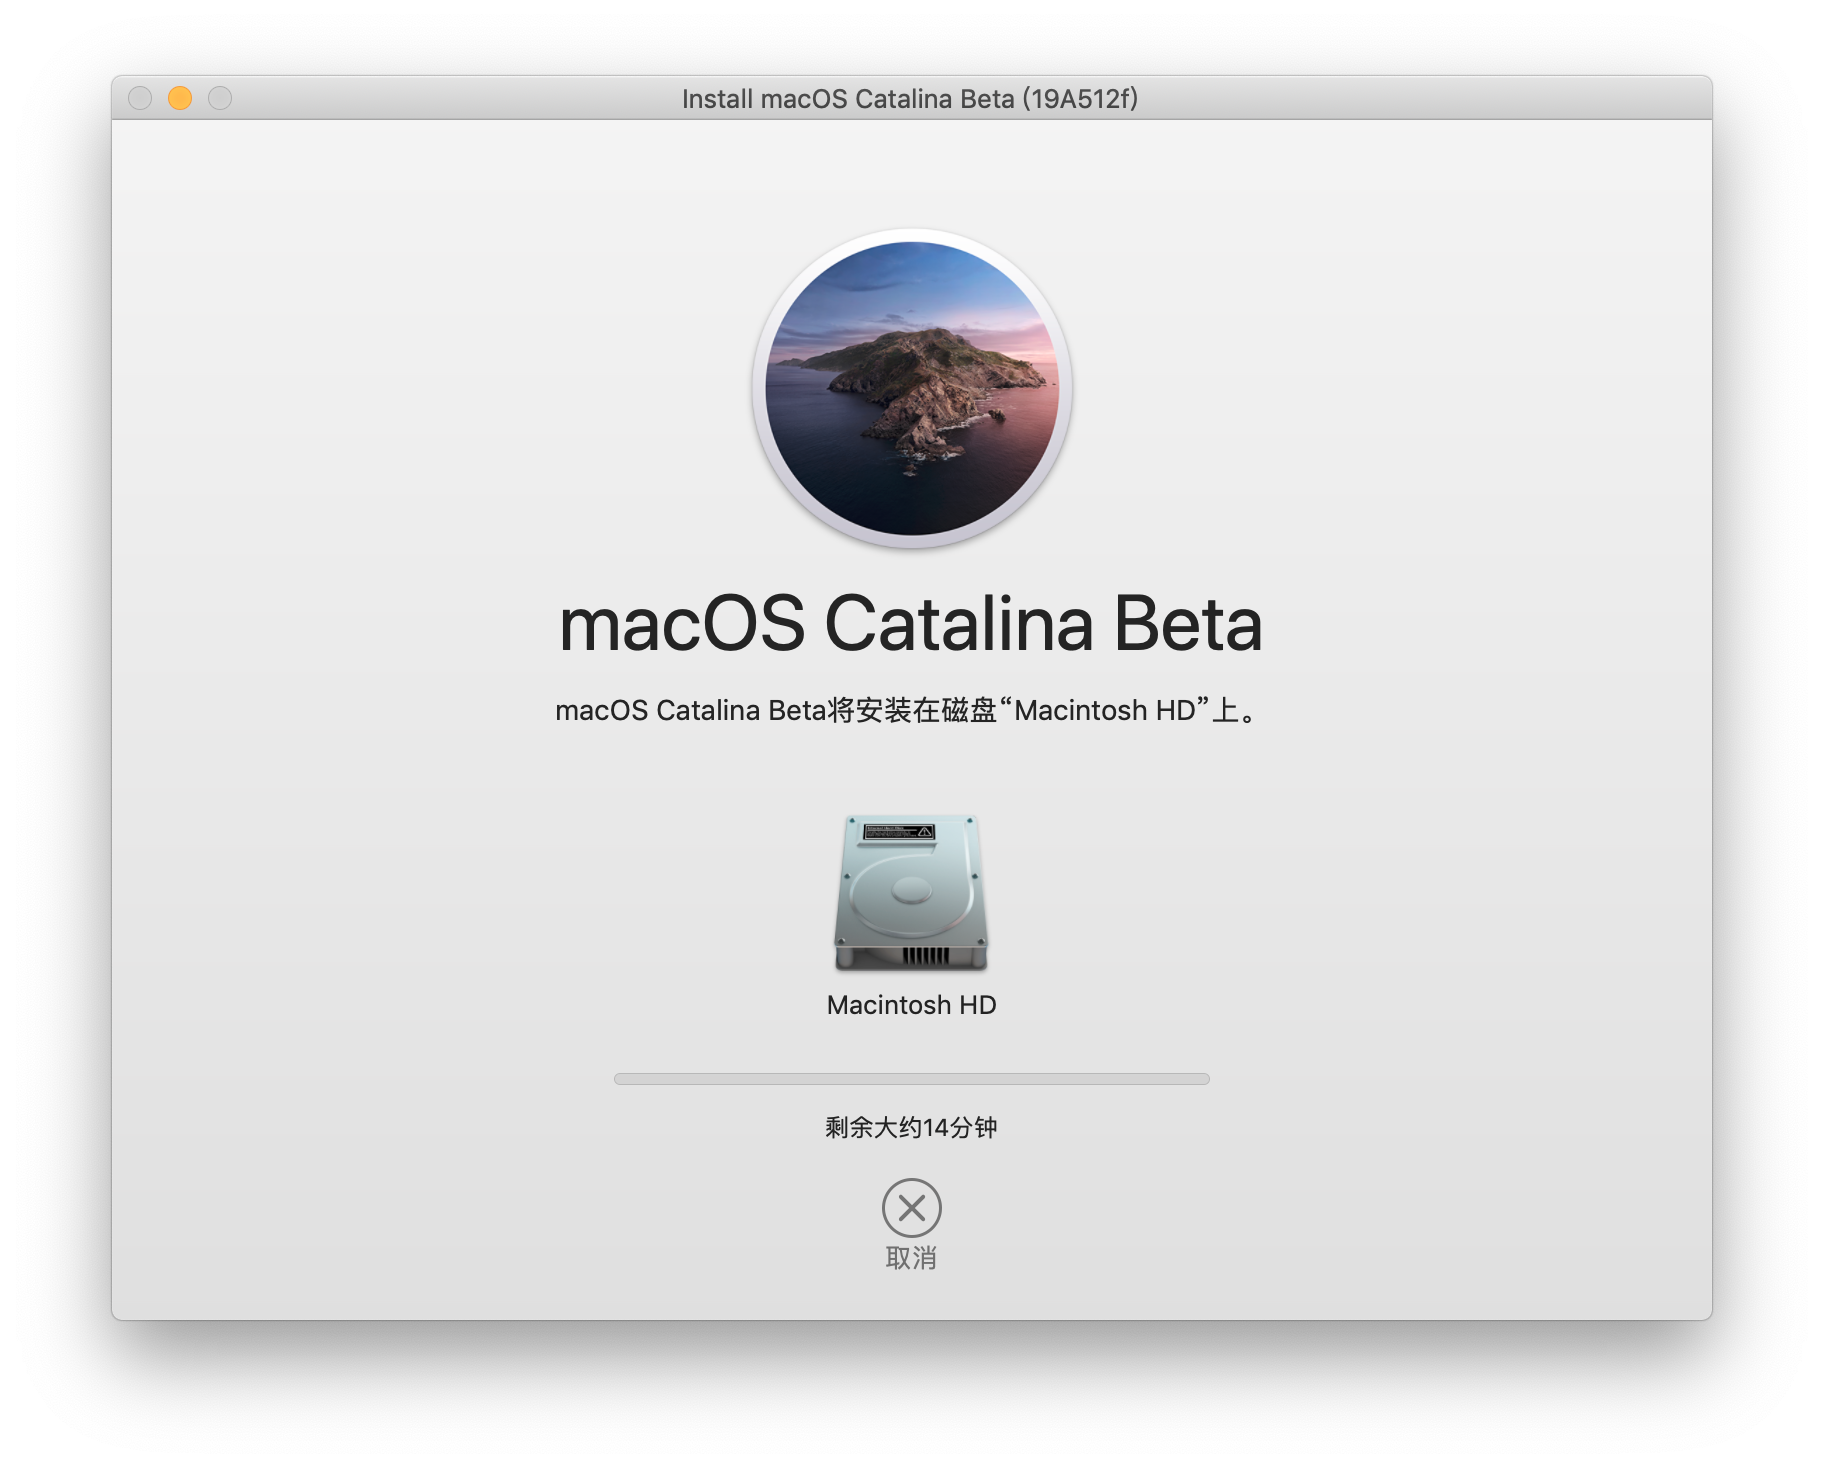 Install macOS Catalina Beta (19A512f)
macOS Catalina Beta
macOS Catalina Beta将安装在磁盘“Macintosh HD”上。
Macintosh HD
剩余大约14分钟
取消